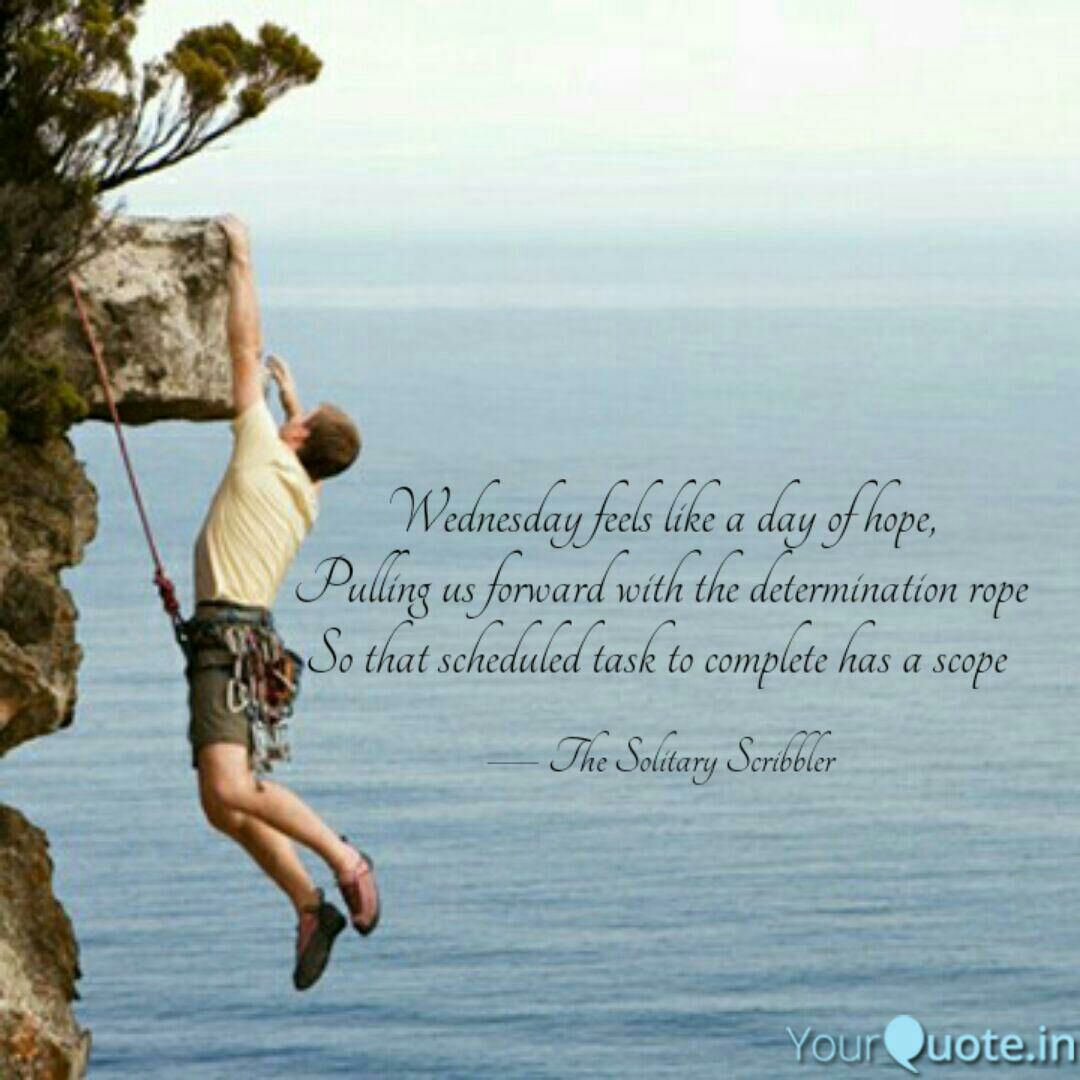 Wednesday feels like a day of hope,
Pulling us forward with the determination rope
So that scheduled task to complete has a scope
— The Solitary Scribbler
YourQuote.in